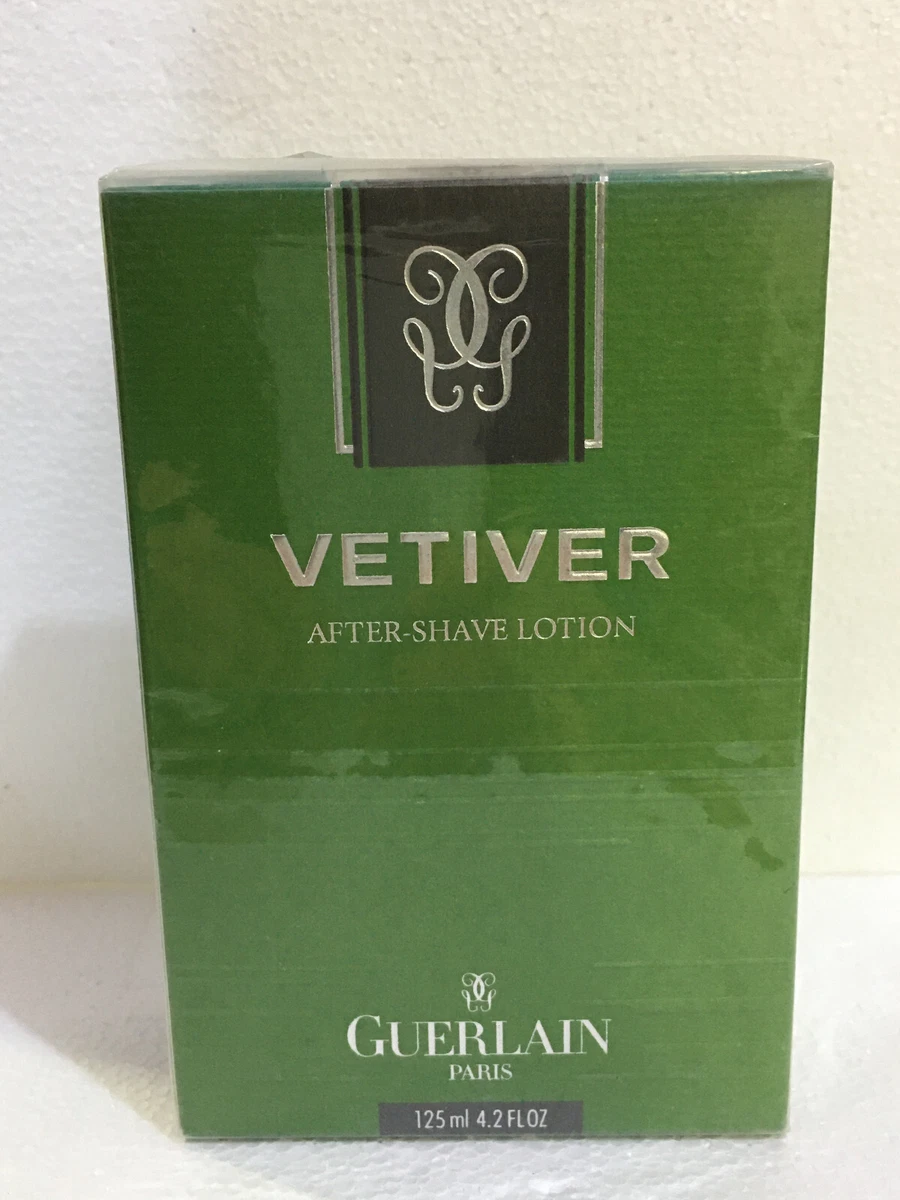 VETIVER
AFTER-SHAVE LOTION
GUERLAIN
PARIS
125 ml 4.2 FL OZ